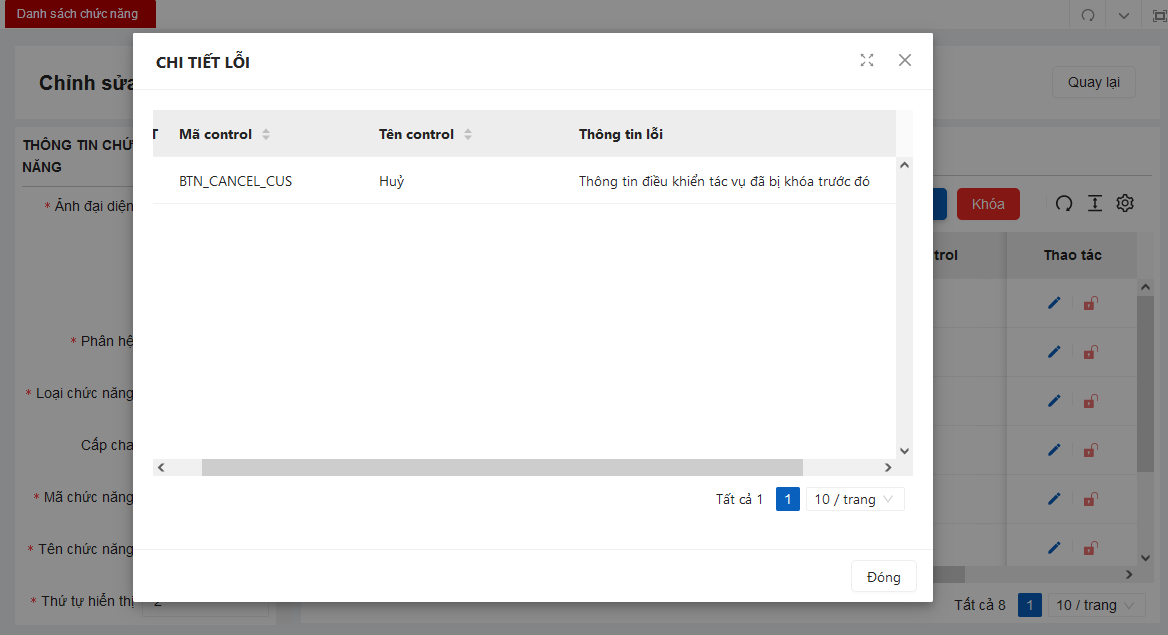 Danh sách chức năng
CHI TIẾT LỖI
Chỉnh sửa
Quay lại
THÔNG TIN CHỨ
NĂNG
T Mã control Tên control Thông tin lỗi
BTN_CANCEL_CUS Huỷ Thông tin điều khiển tác vụ đã bị khóa trước đó
* Ảnh đại diện
Khóa
trol Thao tác
* Phân hệ
* Loại chức năng
Cấp cha
* Mã chức năng
Tất cả 1 1 10 / trang
* Tên chức năng
Đóng
* Thứ tự hiển thị 2
Tất cả 8 1 10 / trang